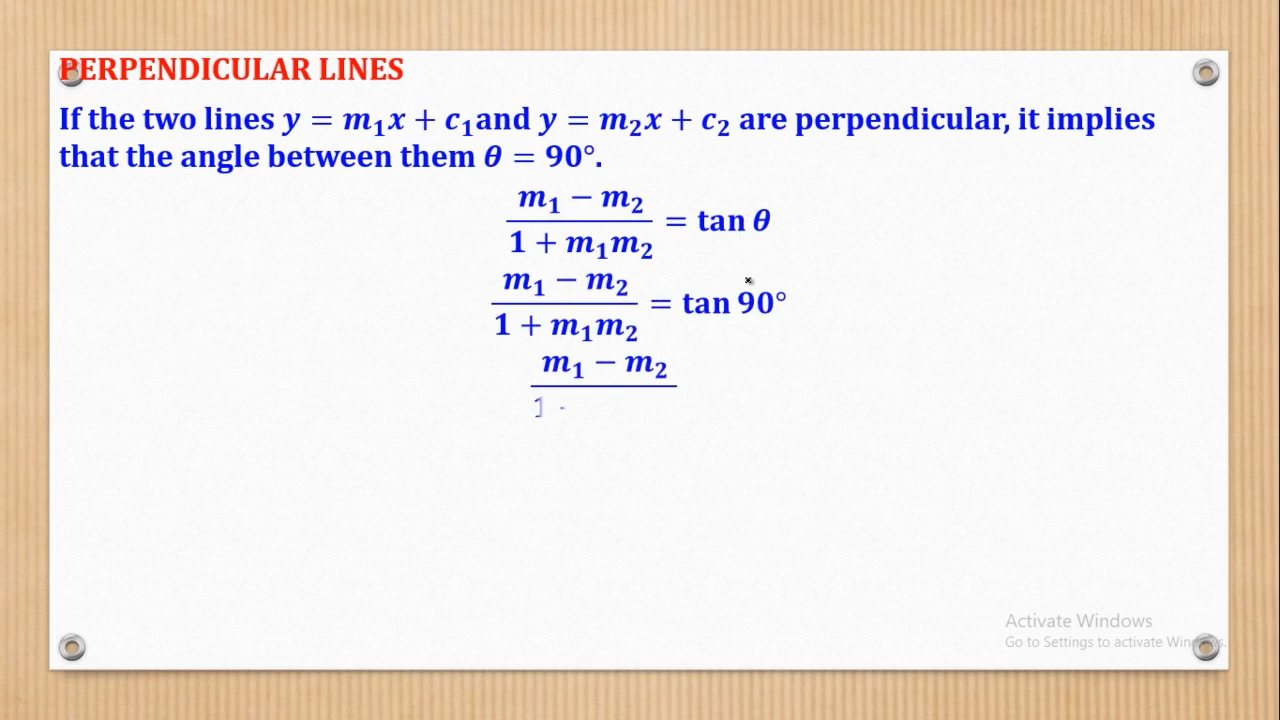 PERPENDICULAR LINES
If the two lines y = m₁x + c₁and y = m₂x + c₂ are perpendicular, it implies
that the angle between them θ = 90°.
m₁ − m₂
1 + m₁m₂ = tan θ
m₁ − m₂
1 + m₁m₂ = tan 90°
m₁ − m₂
1
Activate Windows
Go to Settings to activate Windows.